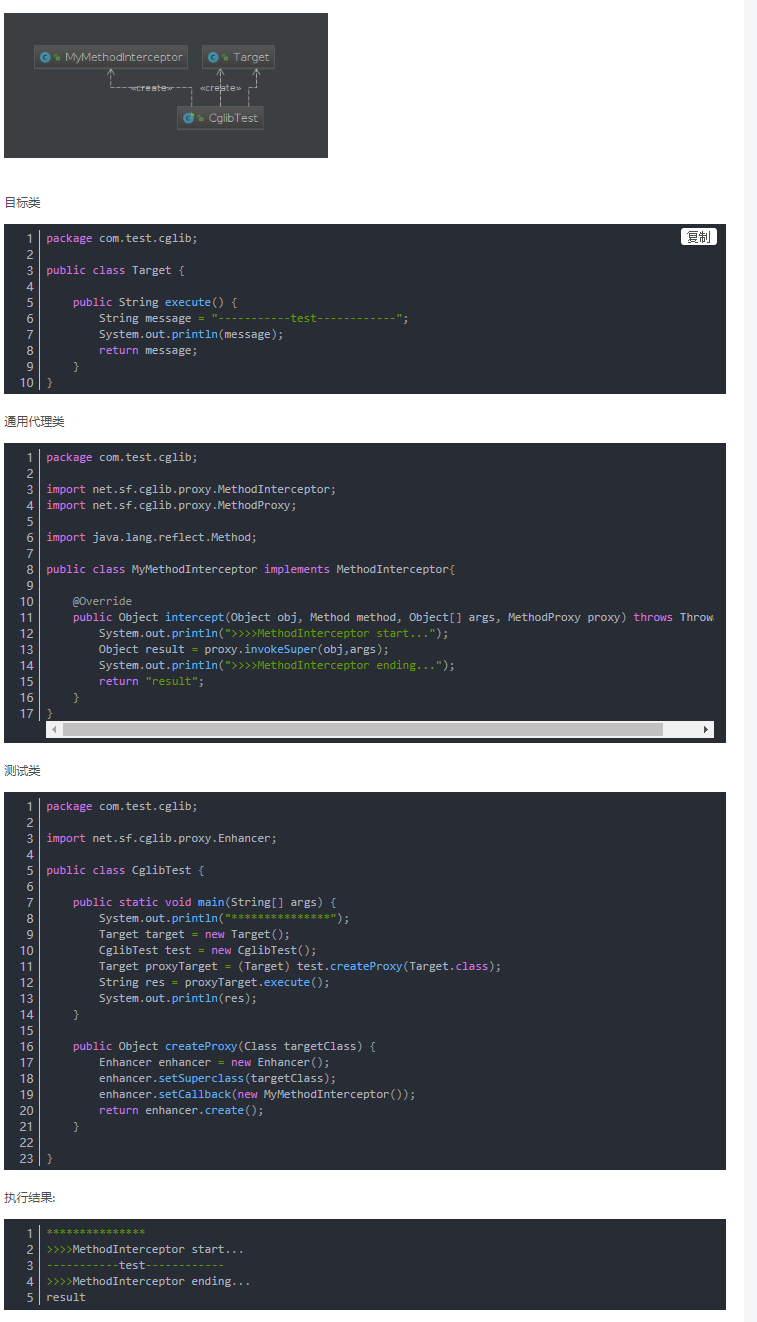 MyMethodInterceptor Target
«create» «create»
CglibTest
目标类
复制
1 package com.test.cglib;
2
3 public class Target {
4
5     public String execute() {
6         String message = "-----------test------------";
7         System.out.println(message);
8         return message;
9     }
10 }
通用代理类
1 package com.test.cglib;
2
3 import net.sf.cglib.proxy.MethodInterceptor;
4 import net.sf.cglib.proxy.MethodProxy;
5
6 import java.lang.reflect.Method;
7
8 public class MyMethodInterceptor implements MethodInterceptor{
9
10     @Override
11     public Object intercept(Object obj, Method method, Object[] args, MethodProxy proxy) throws Throw
12         System.out.println(">>>>MethodInterceptor start...");
13         Object result = proxy.invokeSuper(obj,args);
14         System.out.println(">>>>MethodInterceptor ending...");
15         return "result";
16     }
17 }
测试类
1 package com.test.cglib;
2
3 import net.sf.cglib.proxy.Enhancer;
4
5 public class CglibTest {
6
7     public static void main(String[] args) {
8         System.out.println("***************");
9         Target target = new Target();
10         CglibTest test = new CglibTest();
11         Target proxyTarget = (Target) test.createProxy(Target.class);
12         String res = proxyTarget.execute();
13         System.out.println(res);
14     }
15
16     public Object createProxy(Class targetClass) {
17         Enhancer enhancer = new Enhancer();
18         enhancer.setSuperclass(targetClass);
19         enhancer.setCallback(new MyMethodInterceptor());
20         return enhancer.create();
21     }
22
23 }
执行结果:
1 ***************
2 >>>>MethodInterceptor start...
3 -----------test------------
4 >>>>MethodInterceptor ending...
5 result